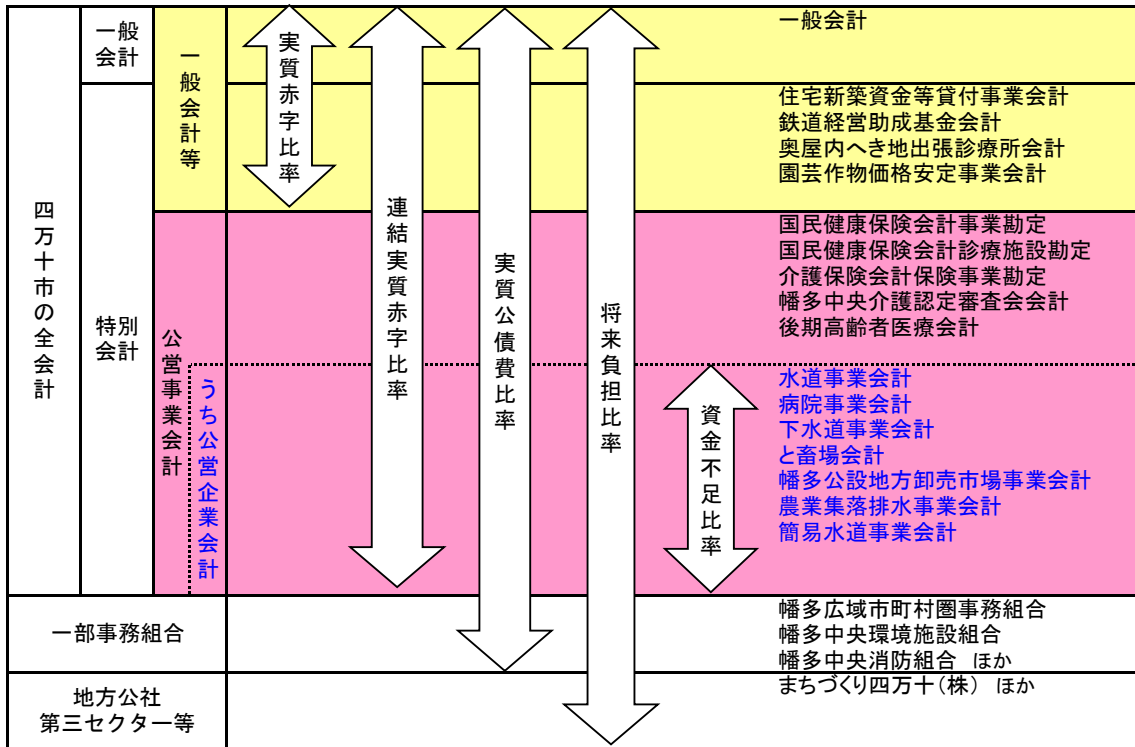 四万十市の全会計
一般
会計
特別
会計
一般会計等
公営事業会計
うち公営企業会計
実質赤字比率
連結実質赤字比率
実質公債費比率
将来負担比率
資金不足比率
一般会計
住宅新築資金等貸付事業会計
鉄道経営助成基金会計
奥屋内へき地出張診療所会計
園芸作物価格安定事業会計
国民健康保険会計事業勘定
国民健康保険会計診療施設勘定
介護保険会計保険事業勘定
幡多中央介護認定審査会会計
後期高齢者医療会計
水道事業会計
病院事業会計
下水道事業会計
と畜場会計
幡多公設地方卸売市場事業会計
農業集落排水事業会計
簡易水道事業会計
一部事務組合
幡多広域市町村圏事務組合
幡多中央環境施設組合
幡多中央消防組合 ほか
地方公社
第三セクター等
まちづくり四万十(株) ほか